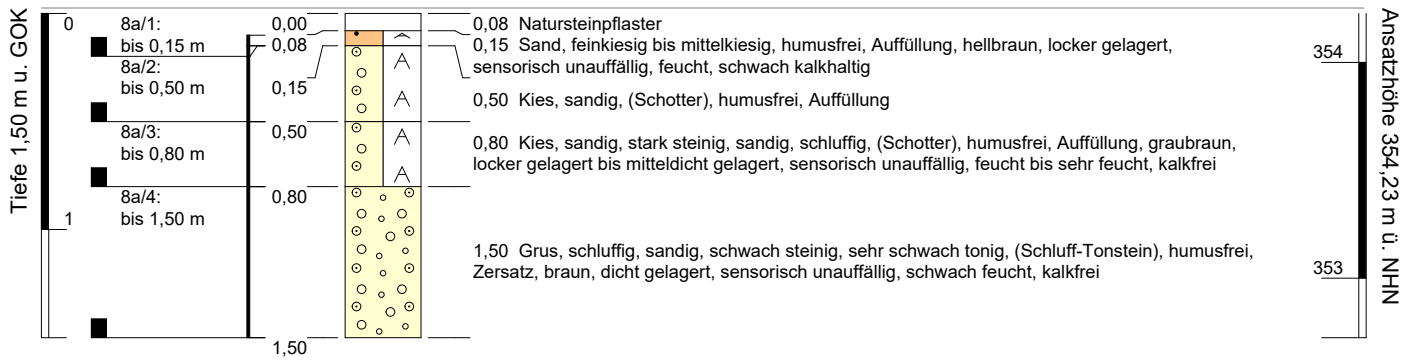 Tiefe 1,50 m u. GOK
0
1
8a/1:
bis 0,15 m
8a/2:
bis 0,50 m
8a/3:
bis 0,80 m
8a/4:
bis 1,50 m
0,00
0,08
0,15
0,50
0,80
1,50
0,08 Natursteinpflaster
0,15 Sand, feinkiesig bis mittelkiesig, humusfrei, Auffüllung, hellbraun, locker gelagert,
sensorisch unauffällig, feucht, schwach kalkhaltig
0,50 Kies, sandig, (Schotter), humusfrei, Auffüllung
0,80 Kies, sandig, stark steinig, sandig, schluffig, (Schotter), humusfrei, Auffüllung, graubraun,
locker gelagert bis mitteldicht gelagert, sensorisch unauffällig, feucht bis sehr feucht, kalkfrei
1,50 Grus, schluffig, sandig, schwach steinig, sehr schwach tonig, (Schluff-Tonstein), humusfrei,
Zersatz, braun, dicht gelagert, sensorisch unauffällig, schwach feucht, kalkfrei
354
353
Ansatzhöhe 354,23 m ü. NHN